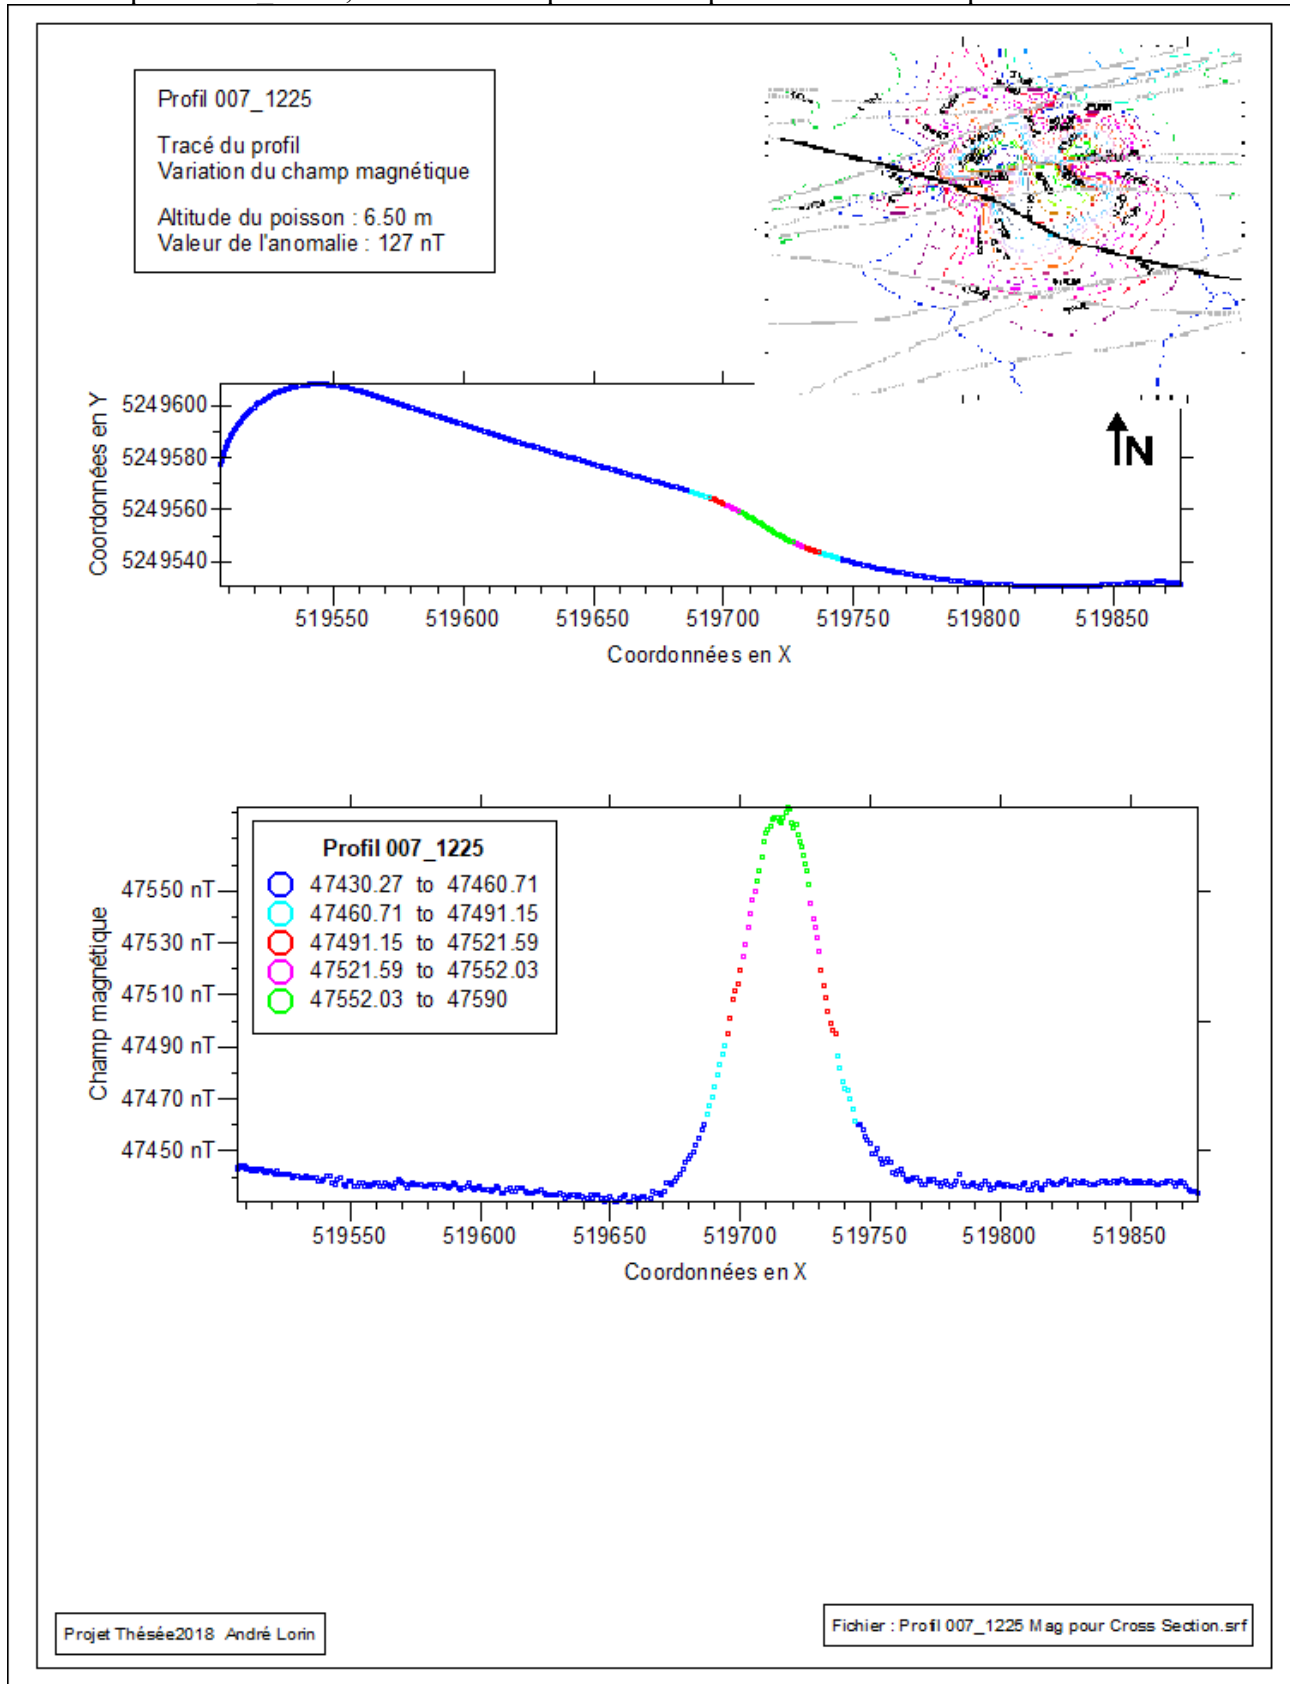 Profil 007_1225
Tracé du profil
Variation du champ magnétique
Altitude du poisson : 6.50 m
Valeur de l'anomalie : 127 nT
N
Coordonnées en Y
5249600
5249580
5249560
5249540
519550
519600
519650
519700
519750
519800
519850
Coordonnées en X
Champ magnétique
47550 nT
47530 nT
47510 nT
47490 nT
47470 nT
47450 nT
Profil 007_1225
47430.27 to 47460.71
47460.71 to 47491.15
47491.15 to 47521.59
47521.59 to 47552.03
47552.03 to 47590
519550
519600
519650
519700
519750
519800
519850
Coordonnées en X
Projet Thésée2018 André Lorin
Fichier : Profil 007_1225 Mag pour Cross Section.srf